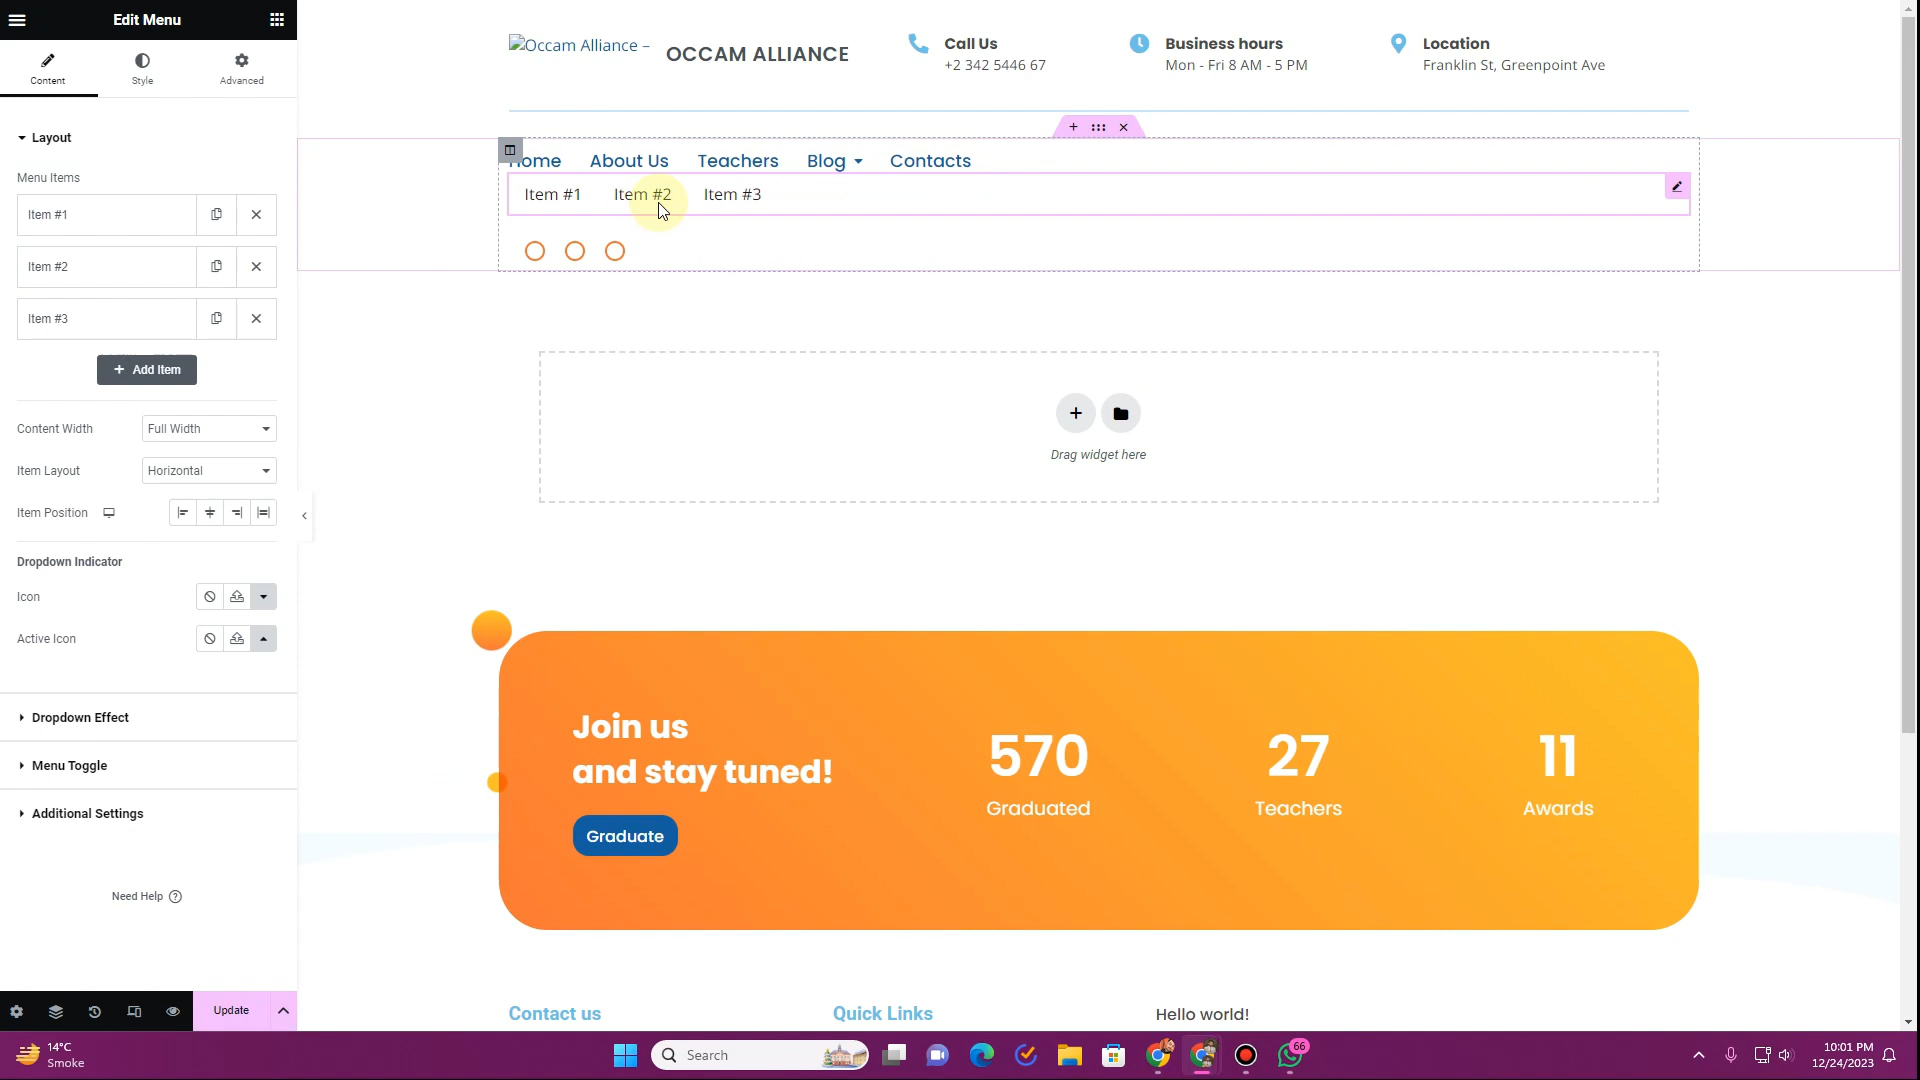 Edit Menu
Content
Style
Advanced
Layout
Menu Items
Item #1
Item #2
Item #3
Add Item
Content Width
Full Width
Item Layout
Horizontal
Item Position
Dropdown Indicator
Icon
Active Icon
Dropdown Effect
Menu Toggle
Additional Settings
Need Help
Update
Occam Alliance –
OCCAM ALLIANCE
Call Us
+2 342 5446 67
Business hours
Mon - Fri 8 AM - 5 PM
Location
Franklin St, Greenpoint Ave
Home
About Us
Teachers
Blog
Contacts
Item #1
Item #2
Item #3
Drag widget here
Join us
and stay tuned!
Graduate
570
Graduated
27
Teachers
11
Awards
Contact us
Quick Links
Hello world!
14°C
Smoke
Search
66
10:01 PM
12/24/2023